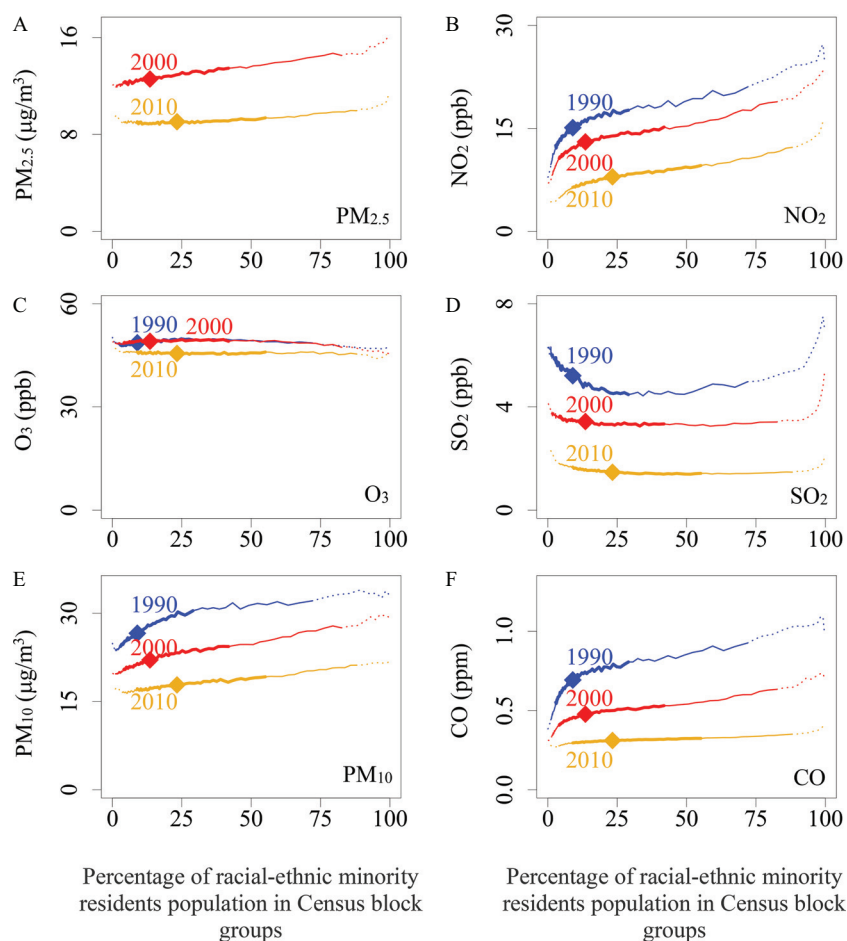 A
PM2.5 (μg/m³)
16
8
0
2000
2010
PM2.5
0 25 50 75 100
B
NO2 (ppb)
30
15
0
1990
2000
2010
NO2
0 25 50 75 100
C
O3 (ppb)
60
30
0
1990 2000
2010
O3
0 25 50 75 100
D
SO2 (ppb)
8
4
0
1990
2000
2010
SO2
0 25 50 75 100
E
PM10 (μg/m³)
30
15
0
1990
2000
2010
PM10
0 25 50 75 100
F
CO (ppm)
1.0
0.5
0.0
1990
2000
2010
CO
0 25 50 75 100
Percentage of racial-ethnic minority
residents population in Census block
groups
Percentage of racial-ethnic minority
residents population in Census block
groups